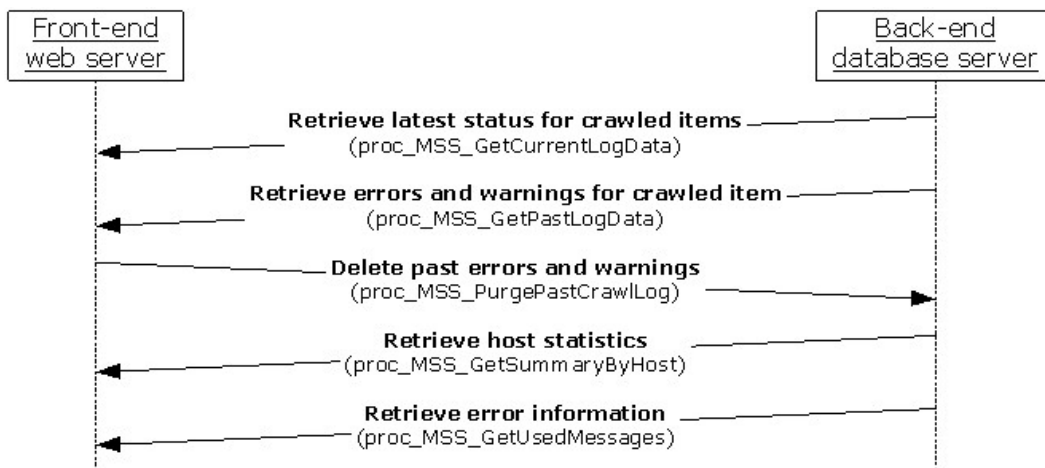 Front-end
web server
Back-end
database server
Retrieve latest status for crawled items
(proc_MSS_GetCurrentLogData)
Retrieve errors and warnings for crawled item
(proc_MSS_GetPastLogData)
Delete past errors and warnings
(proc_MSS_PurgePastCrawlLog)
Retrieve host statistics
(proc_MSS_GetSummaryByHost)
Retrieve error information
(proc_MSS_GetUsedMessages)